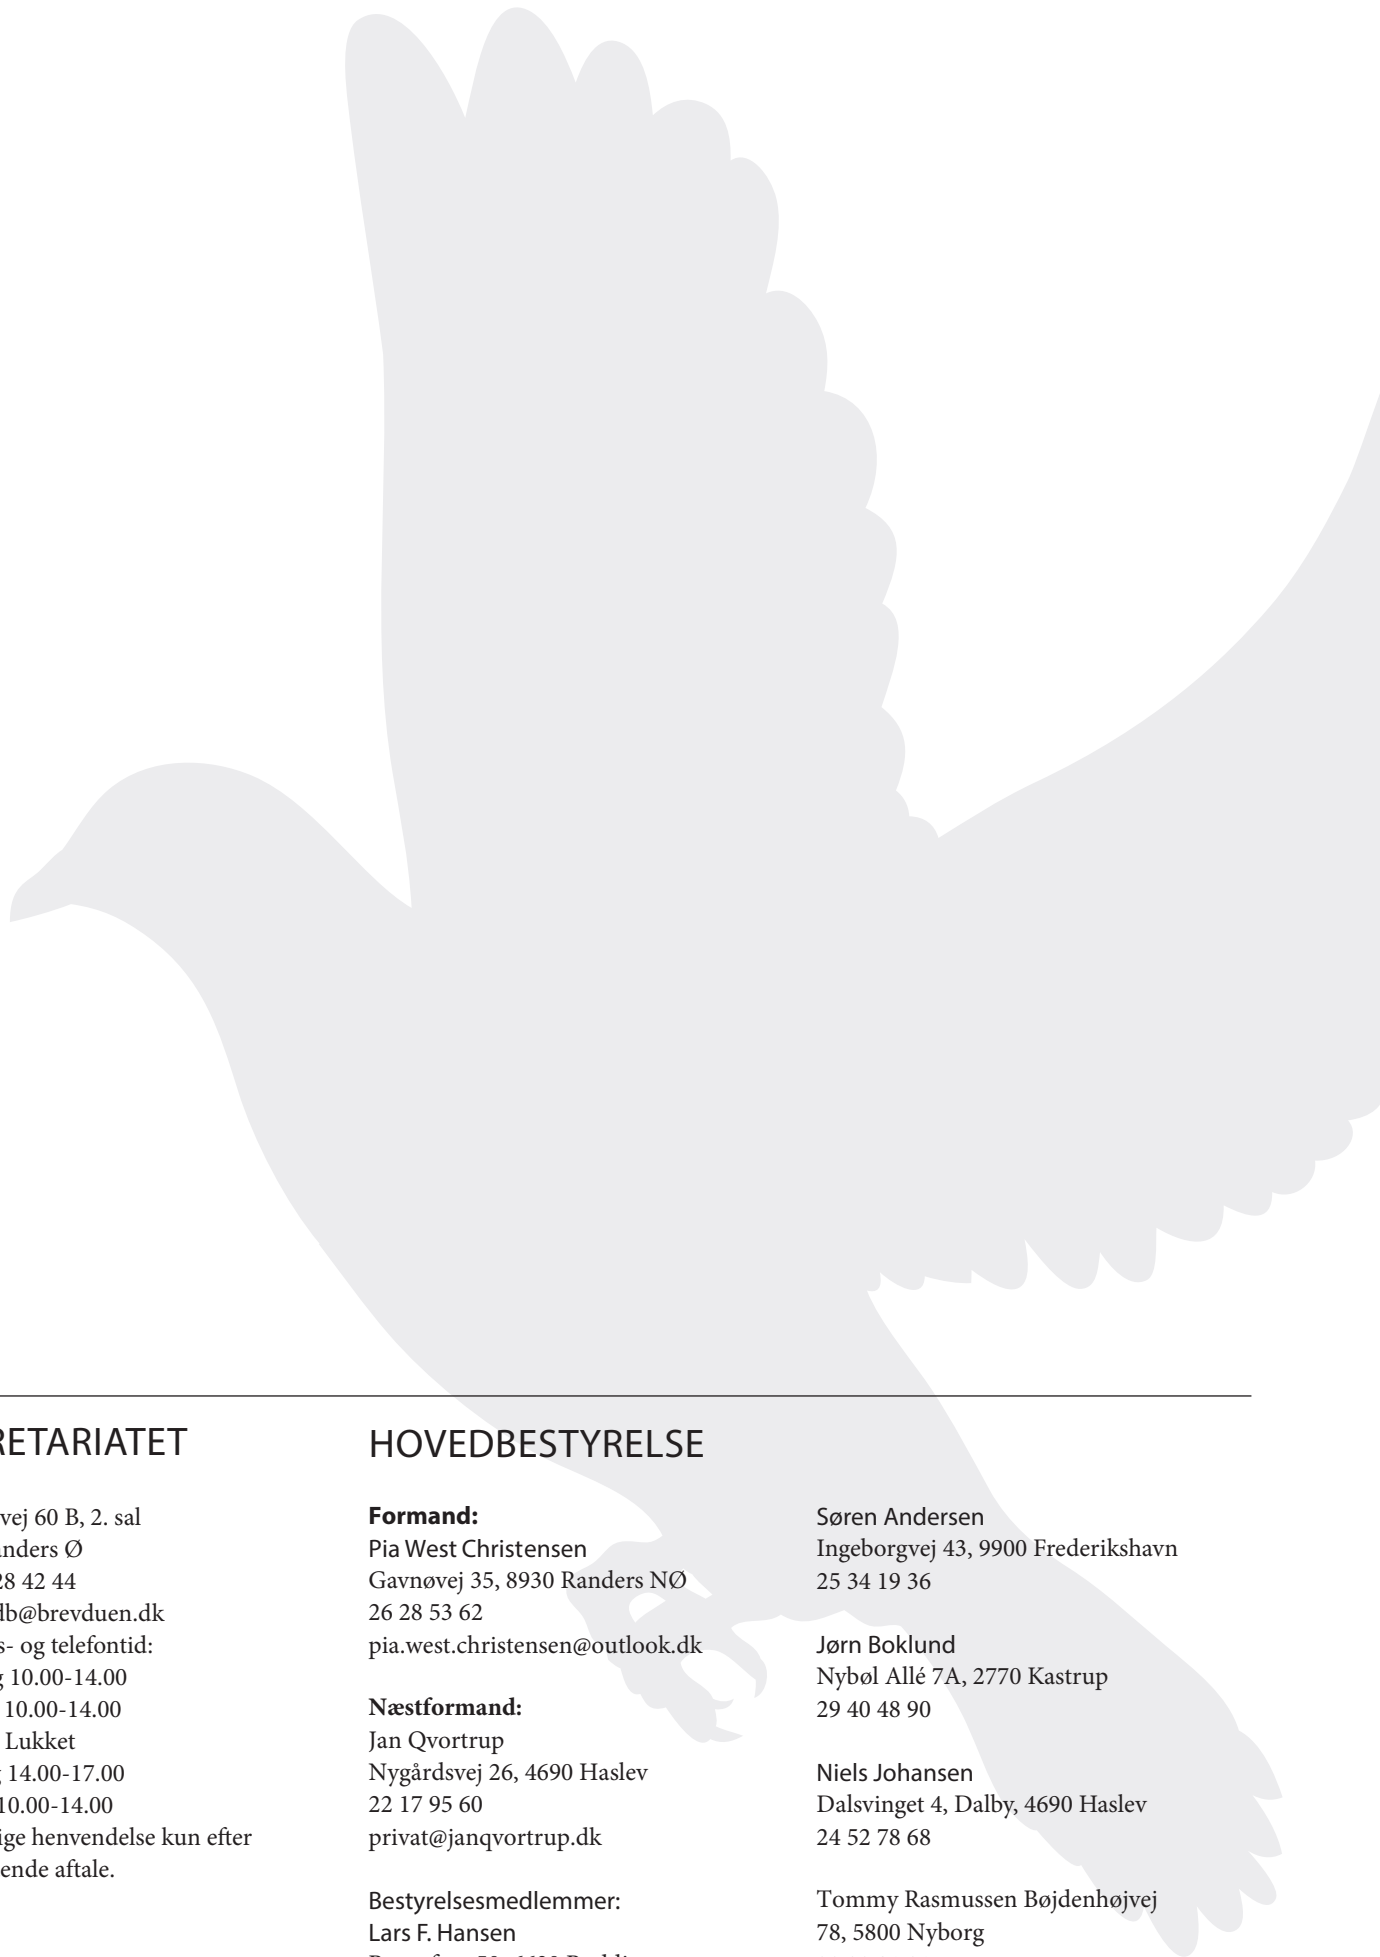 RETARIATET
vej 60 B, 2. sal
anders Ø
28 42 44
db@brevduen.dk
s- og telefontid:
g 10.00-14.00
10.00-14.00
Lukket
g 14.00-17.00
10.00-14.00
ige henvendelse kun efter
ende aftale.
HOVEDBESTYRELSE
Formand:
Pia West Christensen
Gavnøvej 35, 8930 Randers NØ
26 28 53 62
pia.west.christensen@outlook.dk
Næstformand:
Jan Qvortrup
Nygårdsvej 26, 4690 Haslev
22 17 95 60
privat@janqvortrup.dk
Bestyrelsesmedlemmer:
Lars F. Hansen
Søren Andersen
Ingeborgvej 43, 9900 Frederikshavn
25 34 19 36
Jørn Boklund
Nybøl Allé 7A, 2770 Kastrup
29 40 48 90
Niels Johansen
Dalsvinget 4, Dalby, 4690 Haslev
24 52 78 68
Tommy Rasmussen Bøjdenhøjvej
78, 5800 Nyborg